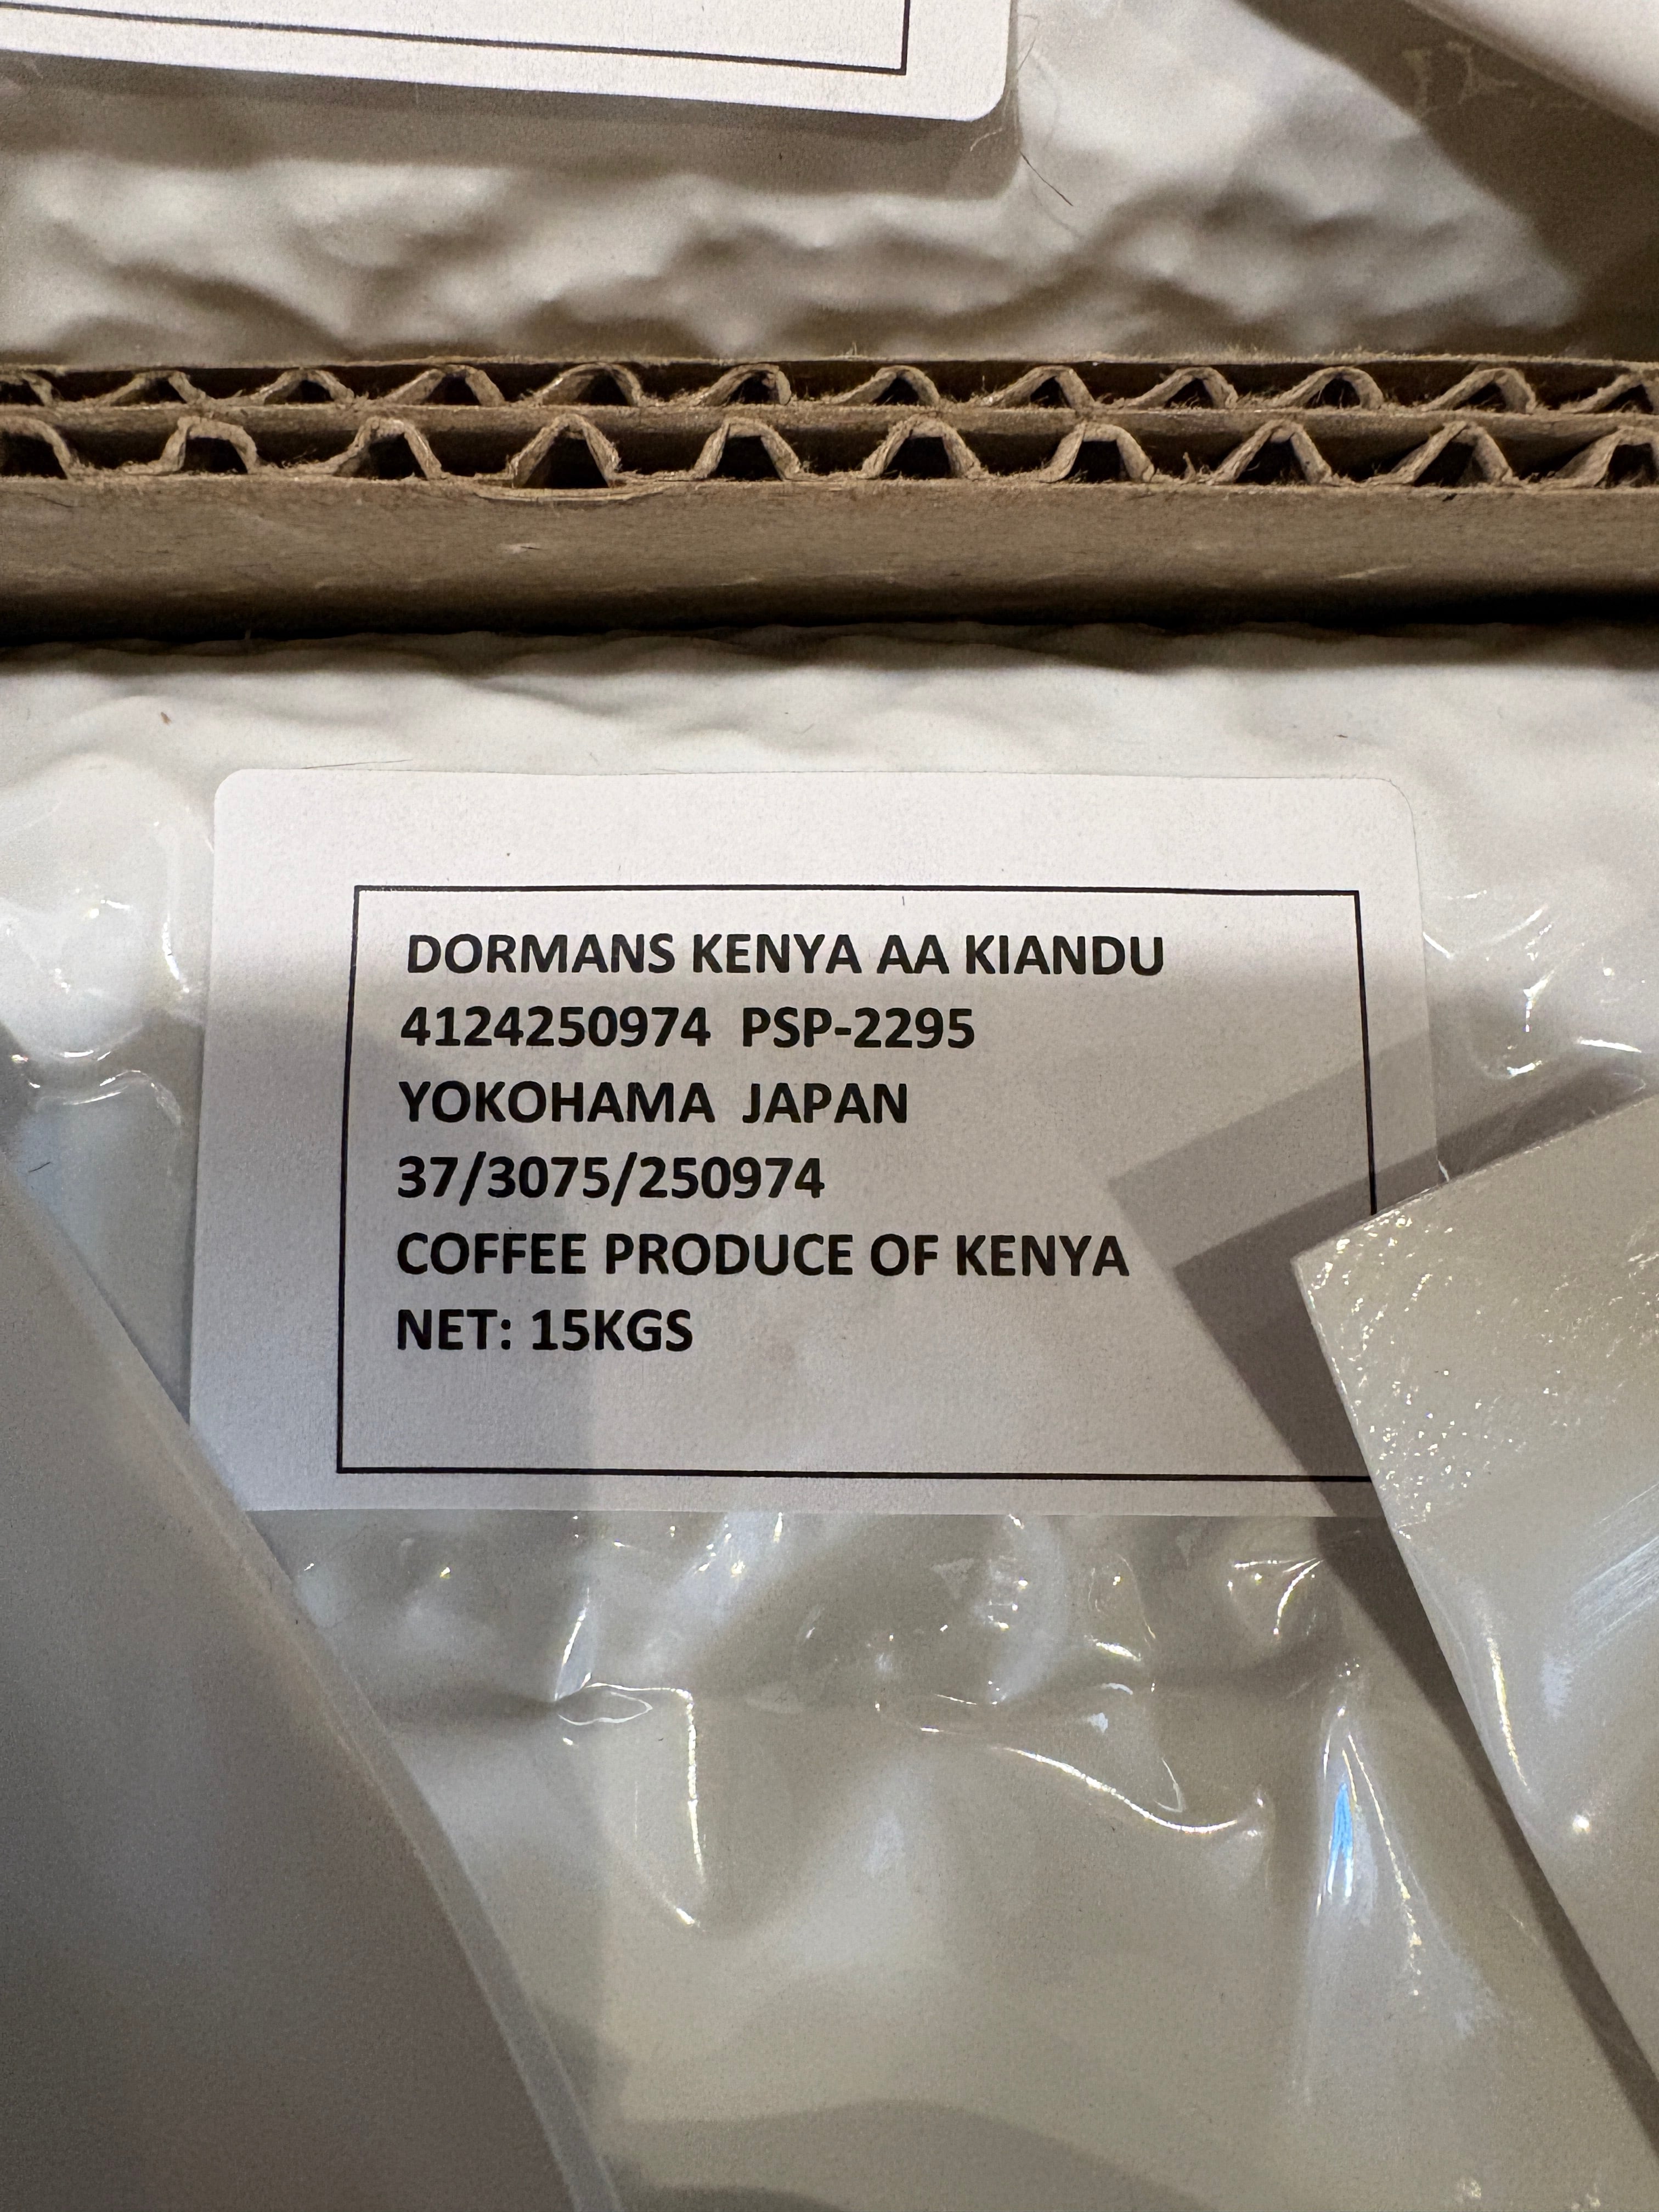 DORMANS KENYA AA KIANDU
4124250974 PSP-2295
YOKOHAMA JAPAN
37/3075/250974
COFFEE PRODUCE OF KENYA
NET: 15KGS